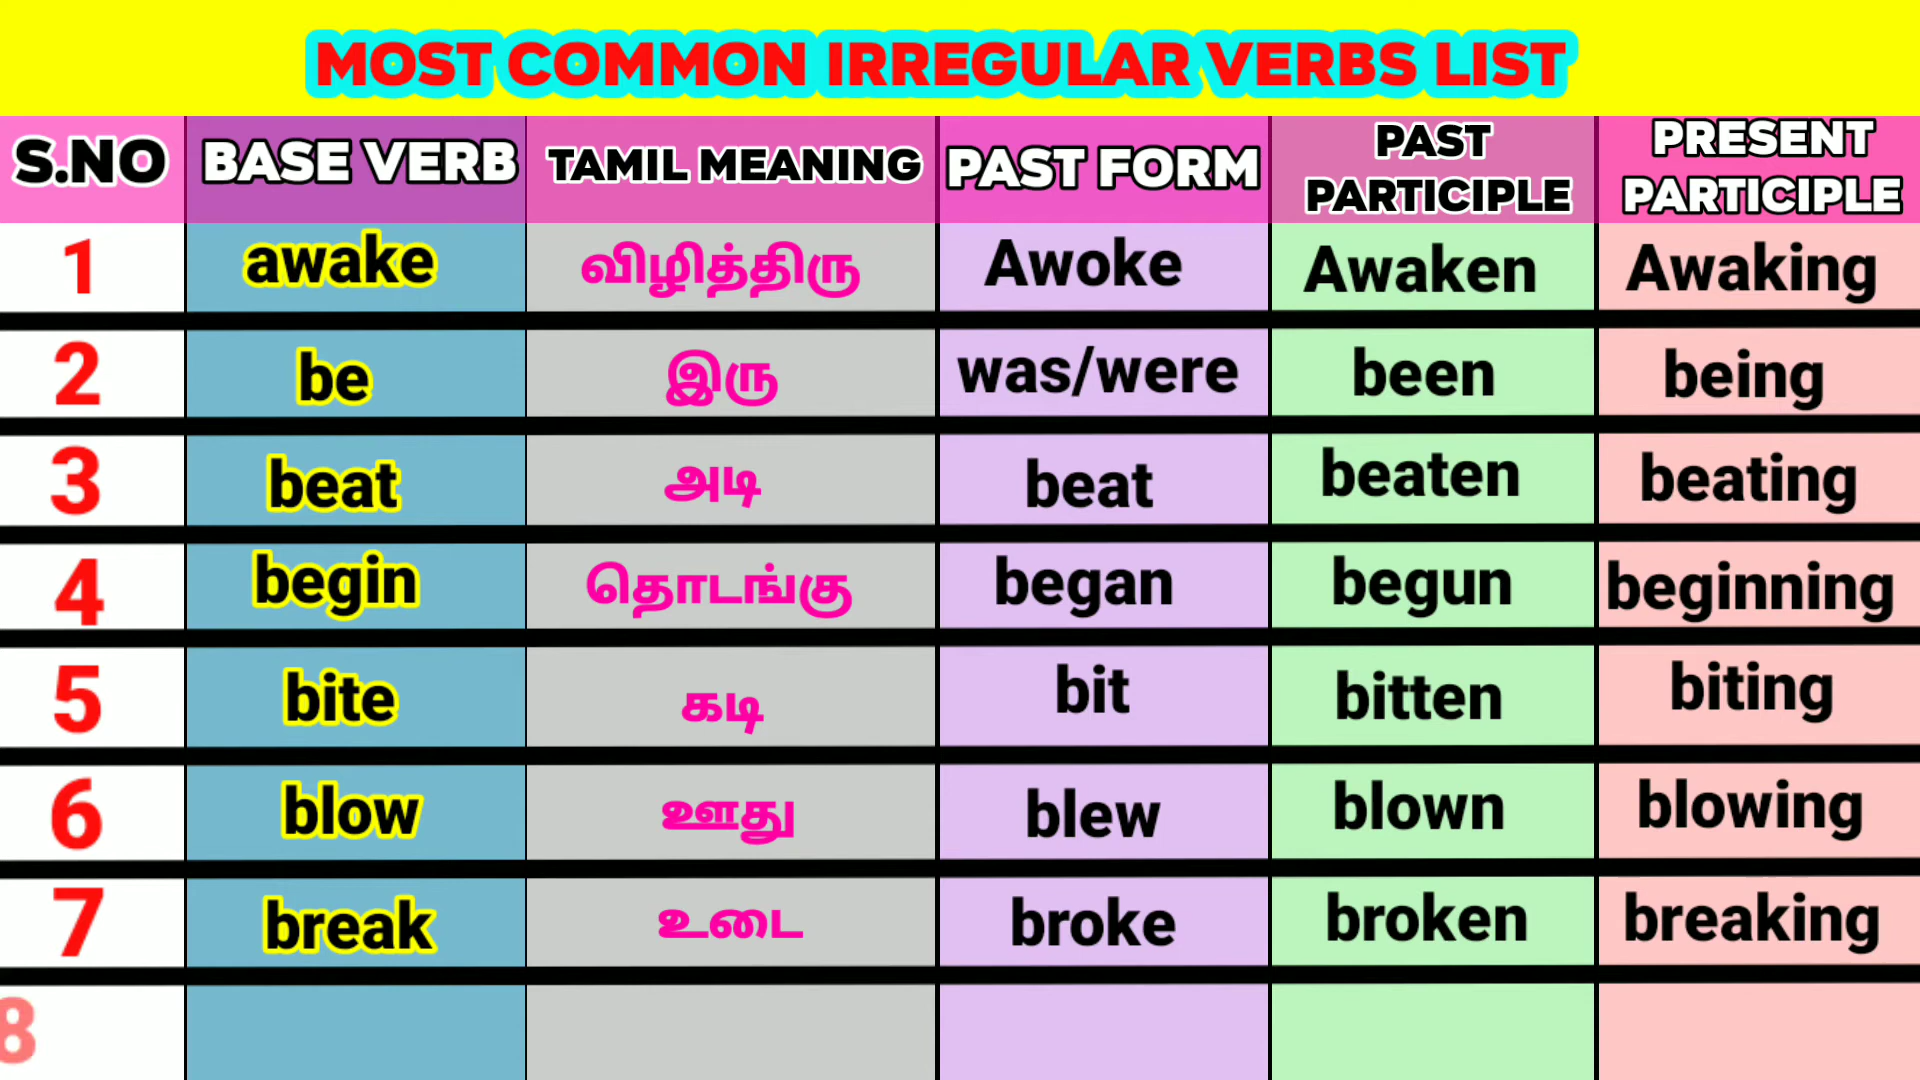 MOST COMMON IRREGULAR VERBS LIST
S.NO BASE VERB TAMIL MEANING PAST FORM PAST PARTICIPLE PRESENT PARTICIPLE
1 awake விழித்திரு Awoke Awaken Awaking
2 be இரு was/were been being
3 beat அடி beat beaten beating
4 begin தொடங்கு began begun beginning
5 bite கடி bit bitten biting
6 blow ஊது blew blown blowing
7 break உடை broke broken breaking
8